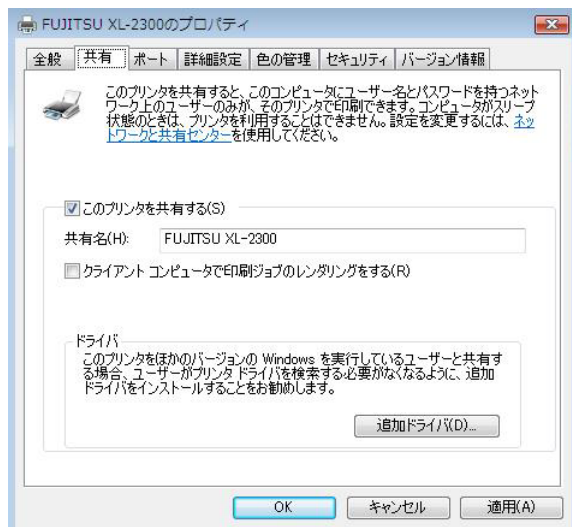 FUJITSU XL-2300のプロパティ
全般 共有 ポート 詳細設定 色の管理 セキュリティ バージョン情報
このプリンタを共有すると、このコンピュータにユーザー名とパスワードを持つネット
ワーク上のユーザーのみが、そのプリンタで印刷できます。コンピュータがスリープ
状態のときは、プリンタを利用することはできません。設定を変更するには、ネッ
トワークと共有センターを使用してください。
このプリンタを共有する(S)
共有名(H): FUJITSU XL-2300
クライアント コンピュータで印刷ジョブのレンダリングをする(R)
ドライバ
このプリンタをほかのバージョンの Windows を実行しているユーザーと共有す
る場合、ユーザーがプリンタ ドライバを検索する必要がなくなるように、追加
ドライバをインストールすることをお勧めします。
追加ドライバ(D)...
OK キャンセル 適用(A)